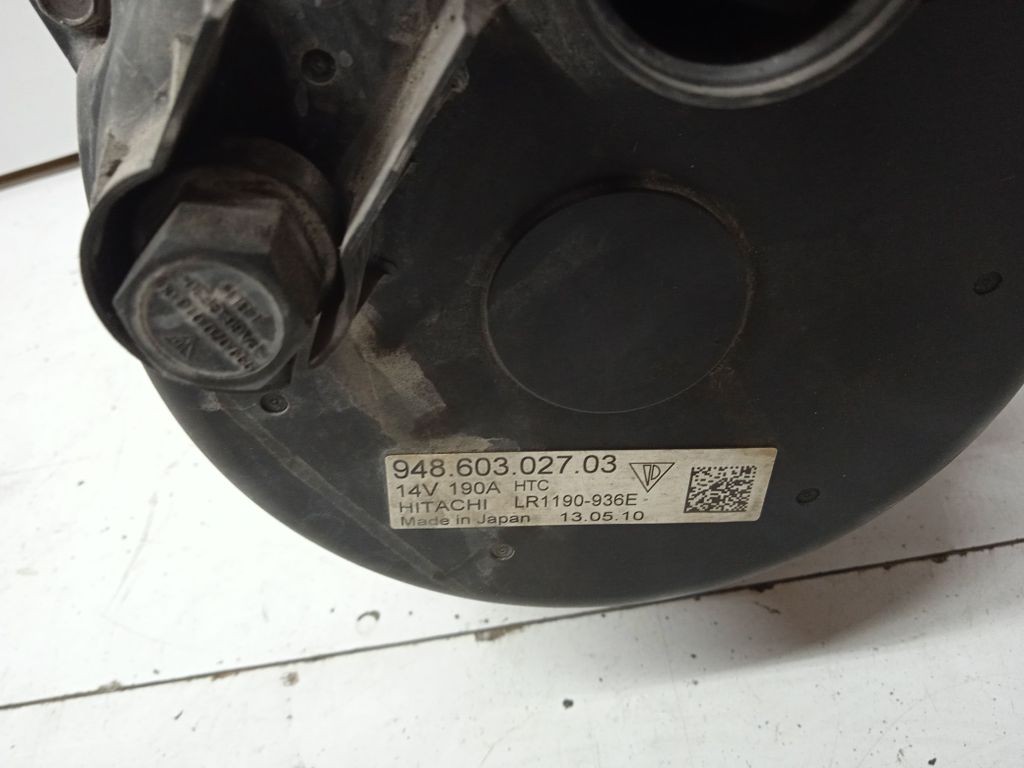 948.603.027.03
14V 190A HTC
HITACHI LR1190-936E
Made in Japan 13.05.10